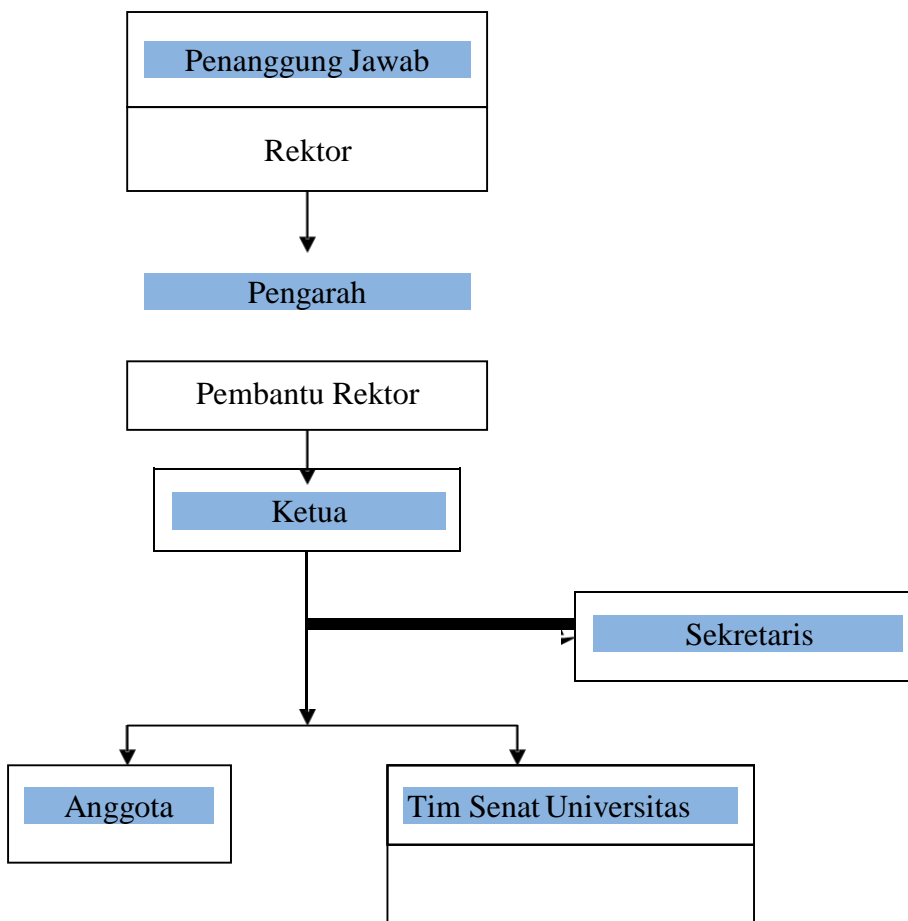 Penanggung Jawab
Rektor
Pengarah
Pembantu Rektor
Ketua
Sekretaris
Anggota
Tim Senat Universitas